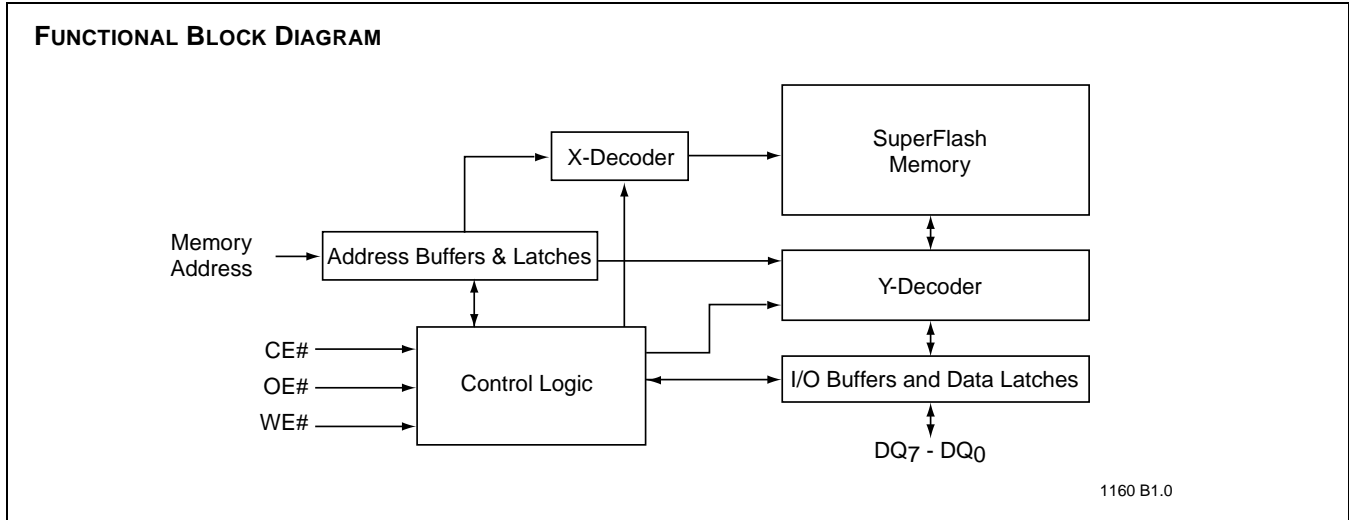 FUNCTIONAL BLOCK DIAGRAM
SuperFlash
Memory
X-Decoder
Memory
Address
Address Buffers & Latches
Y-Decoder
CE#
OE#
WE#
Control Logic
I/O Buffers and Data Latches
DQ7 - DQ0
1160 B1.0